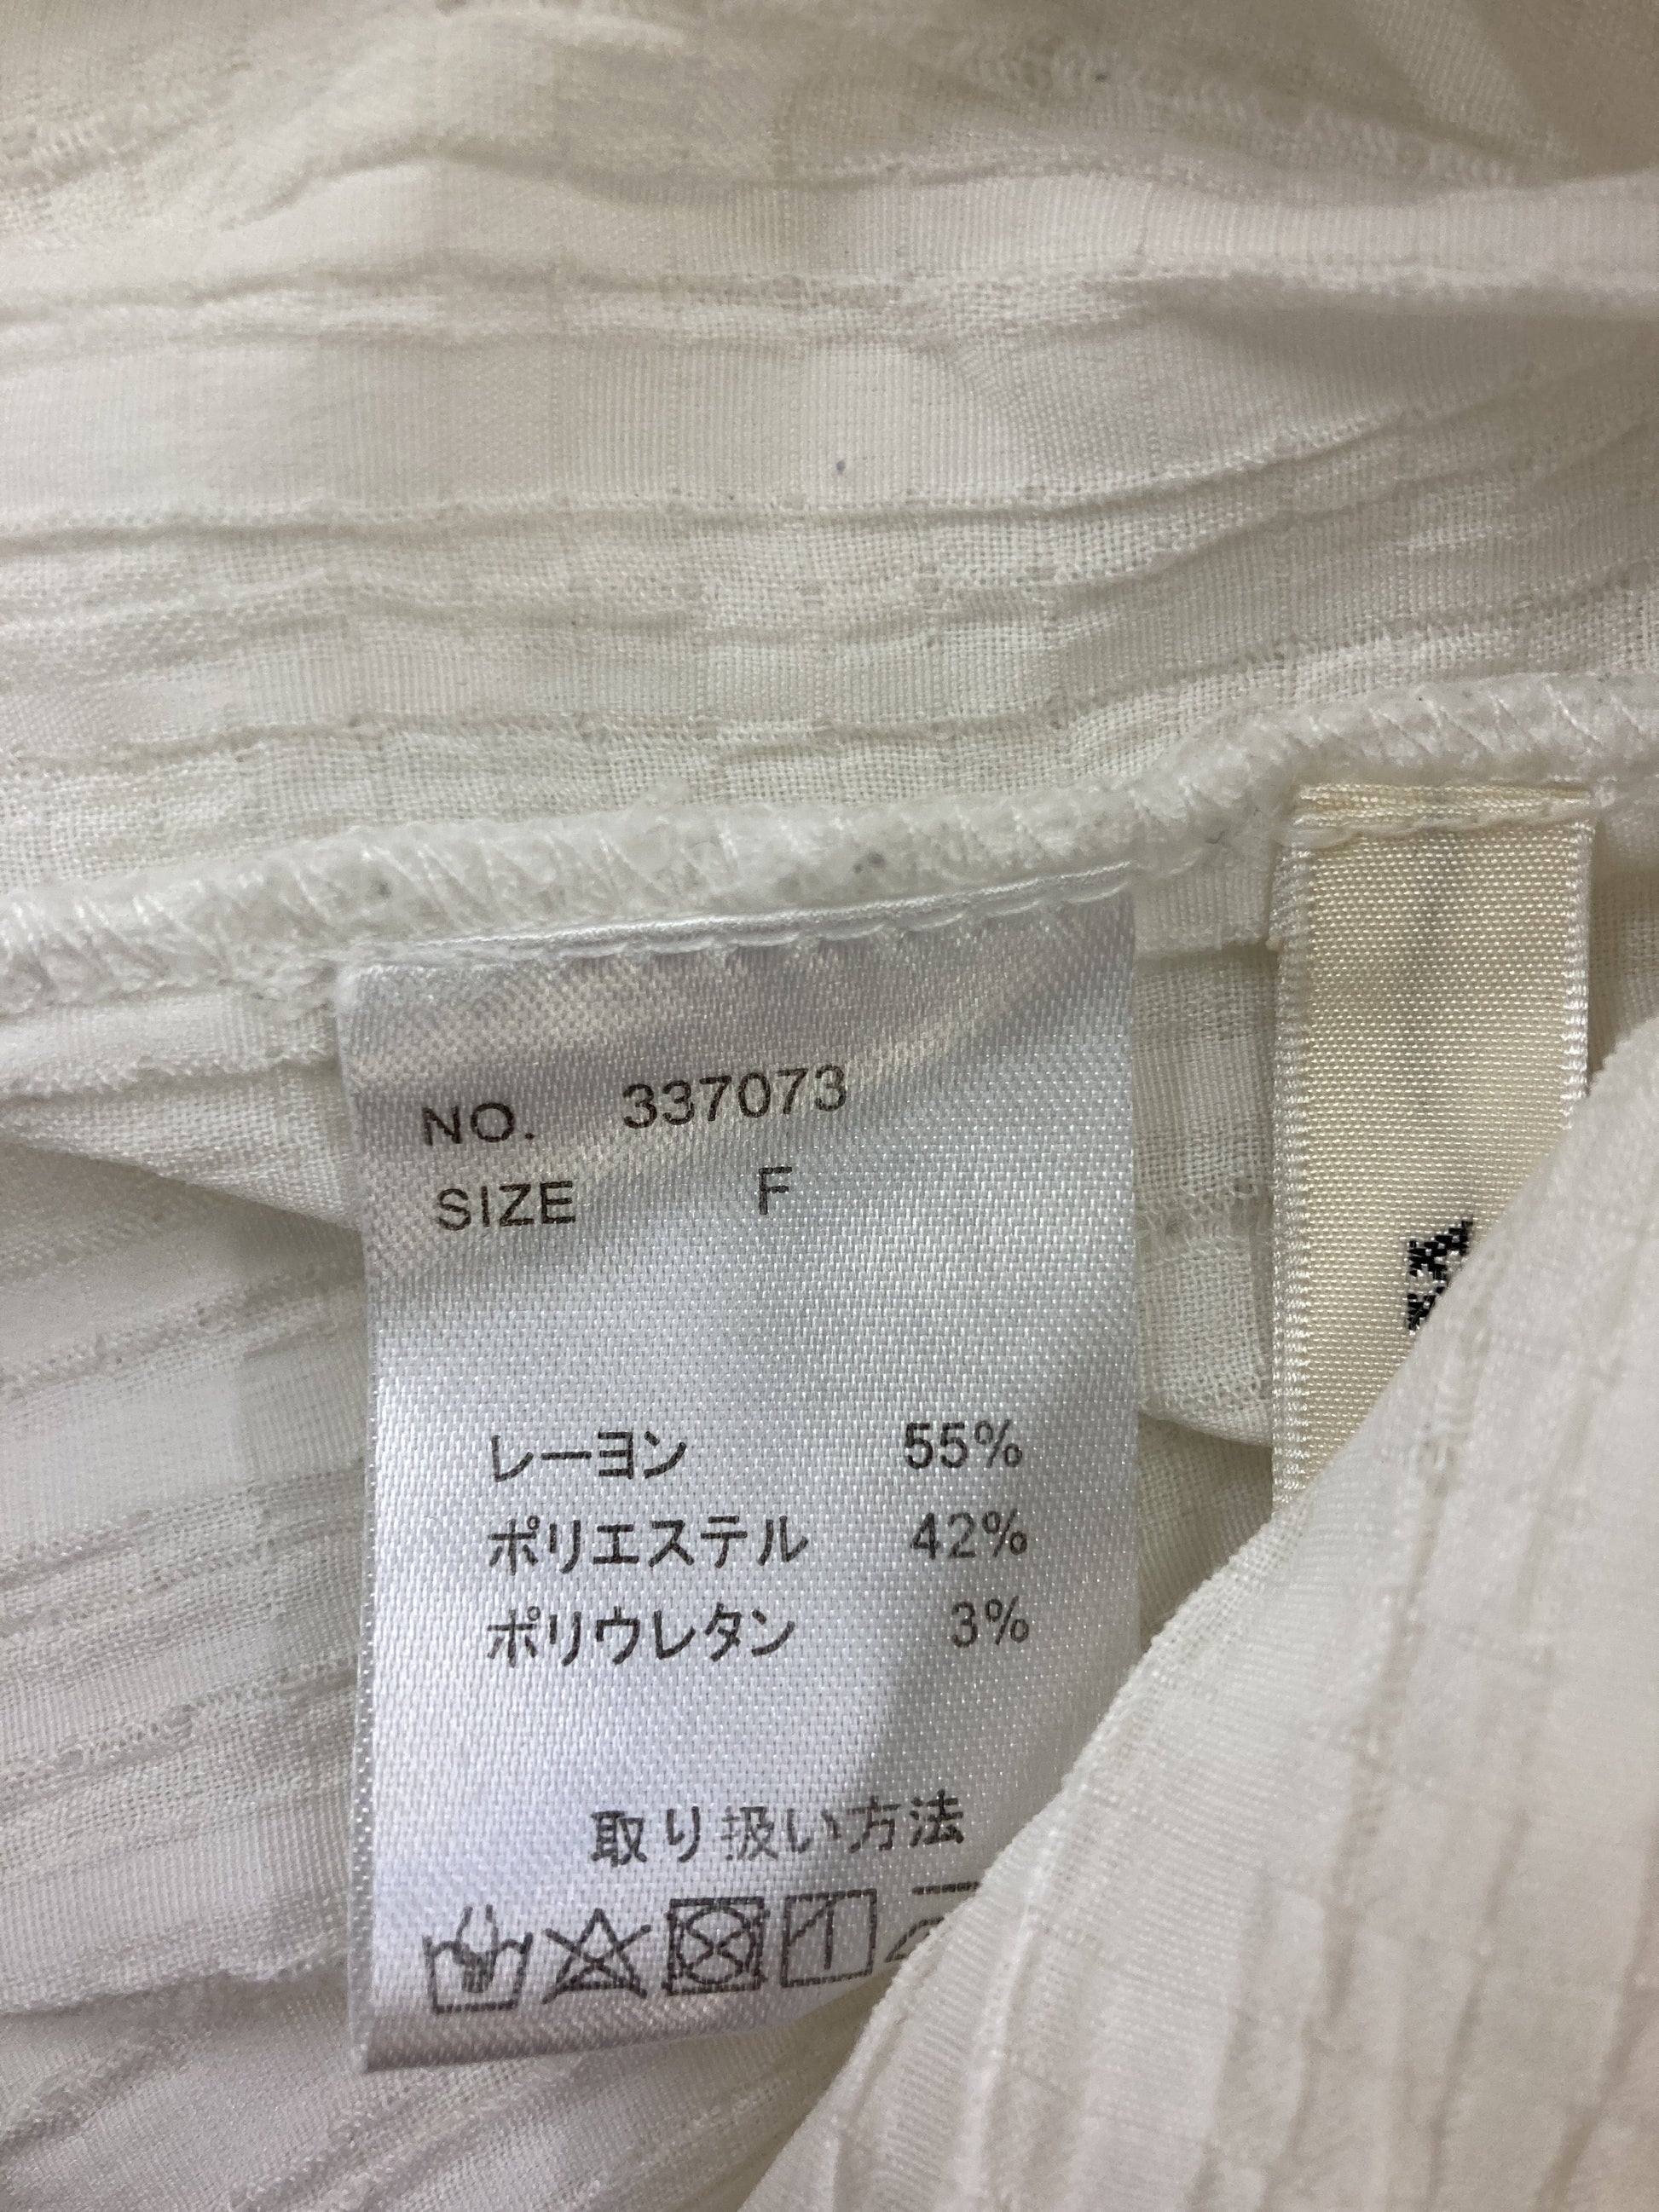 NO. 337073
SIZE F
レーヨン 55%
ポリエステル 42%
ポリウレタン 3%
取り扱い方法